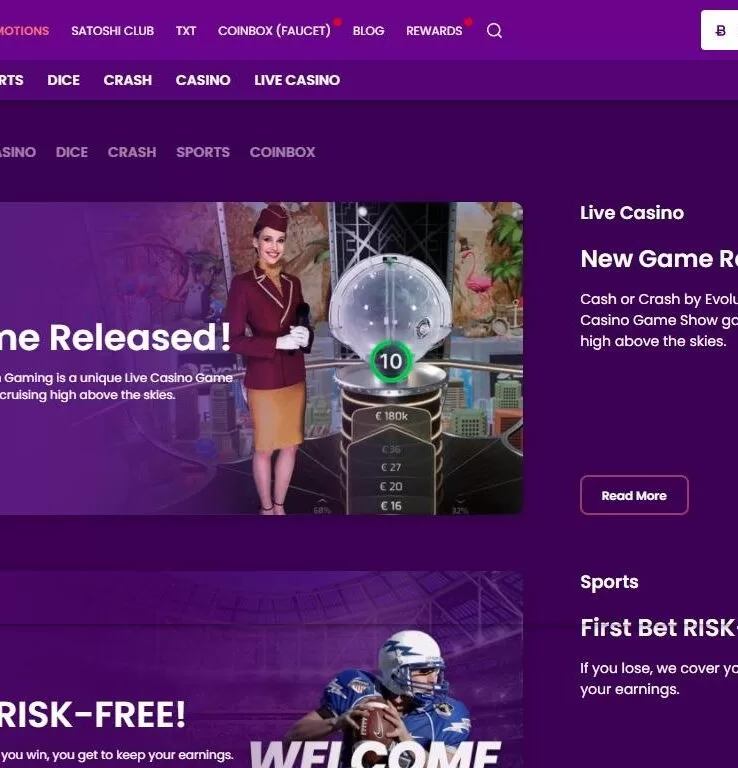 MOTIONS SATOSHI CLUB TXT COINBOX (FAUCET) BLOG REWARDS
RTS DICE CRASH CASINO LIVE CASINO
ASINO DICE CRASH SPORTS COINBOX
Live Casino
New Game Re
Cash or Crash by Evolu
Casino Game Show ga
high above the skies.
Read More
me Released!
n Gaming is a unique Live Casino Game
cruising high above the skies.
10
€ 180k
€ 36
€ 27
€ 20
€ 16
68%
32%
Sports
First Bet RISK-
If you lose, we cover yo
your earnings.
RISK-FREE!
you win, you get to keep your earnings.
WELCOME